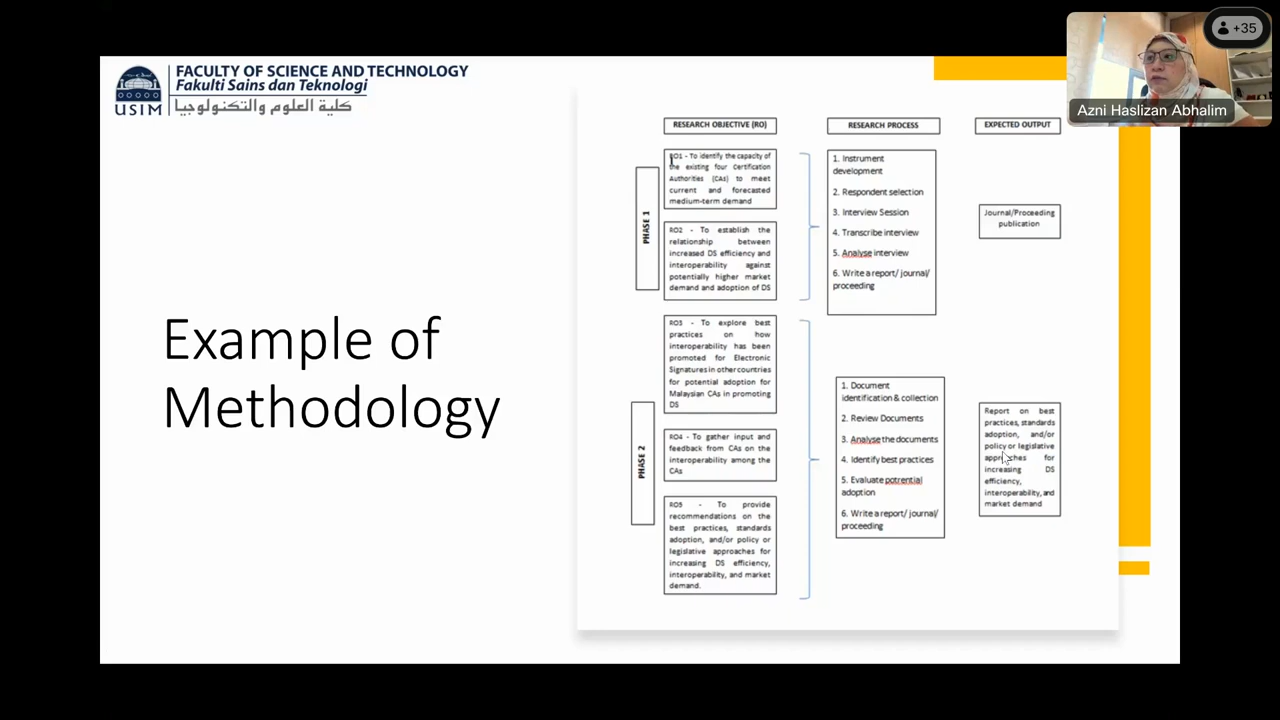 FACULTY OF SCIENCE AND TECHNOLOGY
Fakulti Sains dan Teknologi
كلية العلوم والتكنولوجيا
USIM
+35
Azni Haslizan Abhalim
Example of
Methodology
RESEARCH OBJECTIVE (RO)
RESEARCH PROCESS
EXPECTED OUTPUT
PHASE 1
RO1 - To identify the capacity of
the existing four Certification
Authorities (CAs) to meet
current and forecasted
medium-term demand
RO2 - To establish the
relationship between
increased DS efficiency and
interoperability against
potentially higher market
demand and adoption of DS
1. Instrument
development
2. Respondent selection
3. Interview Session
4. Transcribe interview
5. Analyse interview
6. Write a report/ journal/
proceeding
Journal/Proceeding
publication
PHASE 2
RO3 - To explore best
practices on how
interoperability has been
promoted for Electronic
Signatures in other countries
for potential adoption for
Malaysian CAs in promoting
DS
RO4 - To gather input and
feedback from CAs on the
interoperability among the
CAs
RO5 - To provide
recommendations on the
best practices, standards
adoption, and/or policy or
legislative approaches for
increasing DS efficiency,
interoperability, and market
demand.
1. Document
identification & collection
2. Review Documents
3. Analyse the documents
4. Identify best practices
5. Evaluate potrential
adoption
6. Write a report/ journal/
proceeding
Report on best
practices, standards
adoption, and/or
policy or legislative
approaches for
increasing DS
efficiency,
interoperability, and
market demand